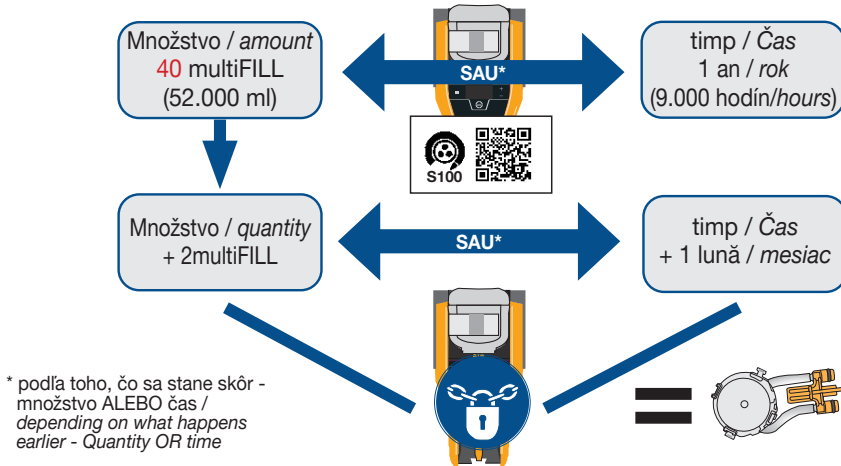 Množstvo / amount
40 multiFILL
(52.000 ml)
SAU*
timp / Čas
1 an / rok
(9.000 hodín/hours)
S100
Množstvo / quantity
+ 2multiFILL
SAU*
timp / Čas
+ 1 lună / mesiac
* podľa toho, čo sa stane skôr -
množstvo ALEBO čas /
depending on what happens
earlier - Quantity OR time